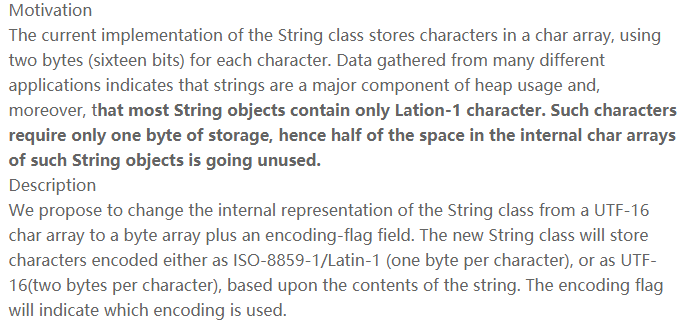 Motivation
The current implementation of the String class stores characters in a char array, using
two bytes (sixteen bits) for each character. Data gathered from many different
applications indicates that strings are a major component of heap usage and,
moreover, that most String objects contain only Lation-1 character. Such characters
require only one byte of storage, hence half of the space in the internal char arrays
of such String objects is going unused.
Description
We propose to change the internal representation of the String class from a UTF-16
char array to a byte array plus an encoding-flag field. The new String class will store
characters encoded either as ISO-8859-1/Latin-1 (one byte per character), or as UTF-
16(two bytes per character), based upon the contents of the string. The encoding flag
will indicate which encoding is used.